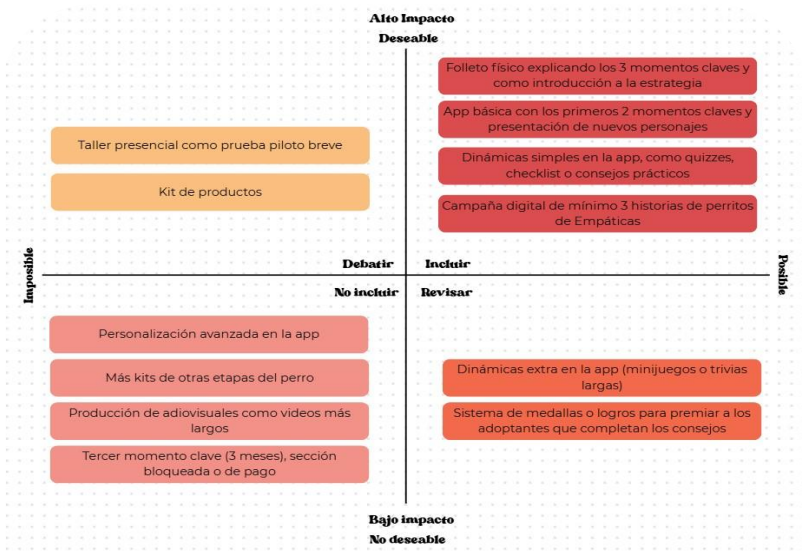 Alto Impacto
Deseable
Folleto físico explicando los 3 momentos claves y
como introducción a la estrategia
App básica con los primeros 2 momentos claves y
presentación de nuevos personajes
Taller presencial como prueba piloto breve
Dinámicas simples en la app, como quizzes,
checklist o consejos prácticos
Kit de productos
Campaña digital de mínimo 3 historias de perritos
de Empáticas
Imposible
Debatir
Incluir
Posible
No incluir
Revisar
Personalización avanzada en la app
Más kits de otras etapas del perro
Dinámicas extra en la app (minijuegos o trivias
largas)
Producción de adiovisuales como videos más
largos
Sistema de medallas o logros para premiar a los
adoptantes que completan los consejos
Tercer momento clave (3 meses), sección
bloqueada o de pago
Bajo impacto
No deseable